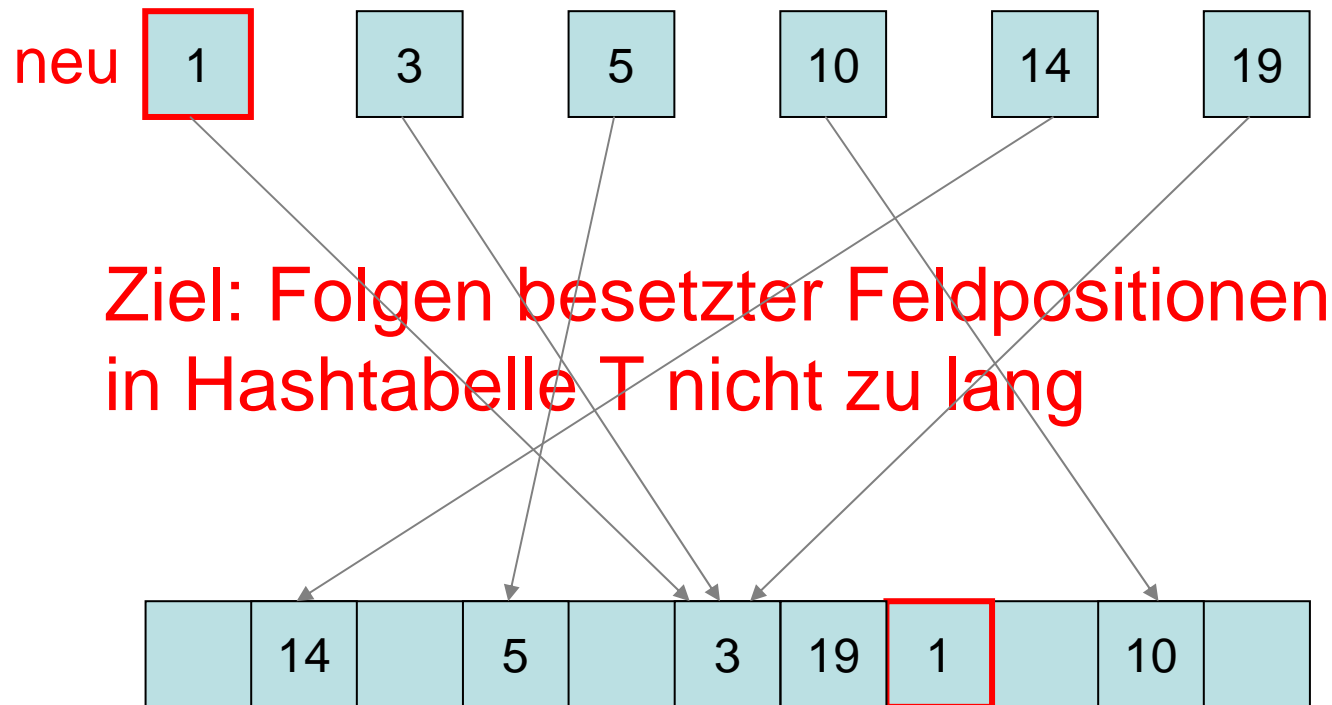 neu 1 3 5 10 14 19
Ziel: Folgen besetzter Feldpositionen
in Hashtabelle T nicht zu lang
14 5 3 19 1 10